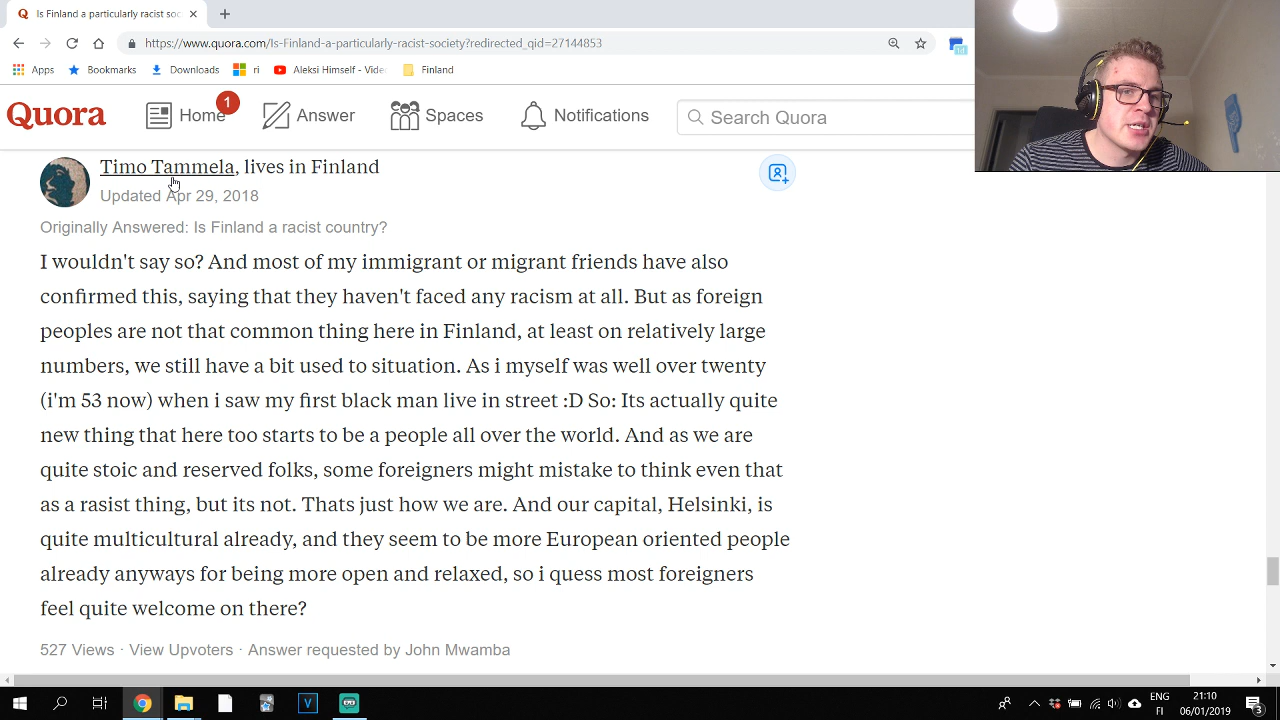 Is Finland a particularly racist soc
https://www.quora.com/Is-Finland-a-particularly-racist-society?redirected_qid=27144853
Apps
Bookmarks
Downloads
ri
Aleksi Himself - Vide
Finland
Quora
Home
1
Answer
Spaces
Notifications
Search Quora
Timo Tammela, lives in Finland
Updated Apr 29, 2018
Originally Answered: Is Finland a racist country?
I wouldn't say so? And most of my immigrant or migrant friends have also
confirmed this, saying that they haven't faced any racism at all. But as foreign
peoples are not that common thing here in Finland, at least on relatively large
numbers, we still have a bit used to situation. As i myself was well over twenty
(i'm 53 now) when i saw my first black man live in street :D So: Its actually quite
new thing that here too starts to be a people all over the world. And as we are
quite stoic and reserved folks, some foreigners might mistake to think even that
as a rasist thing, but its not. Thats just how we are. And our capital, Helsinki, is
quite multicultural already, and they seem to be more European oriented people
already anyways for being more open and relaxed, so i quess most foreigners
feel quite welcome on there?
527 Views · View Upvoters · Answer requested by John Mwamba
ENG
FI
21:10
06/01/2019
3